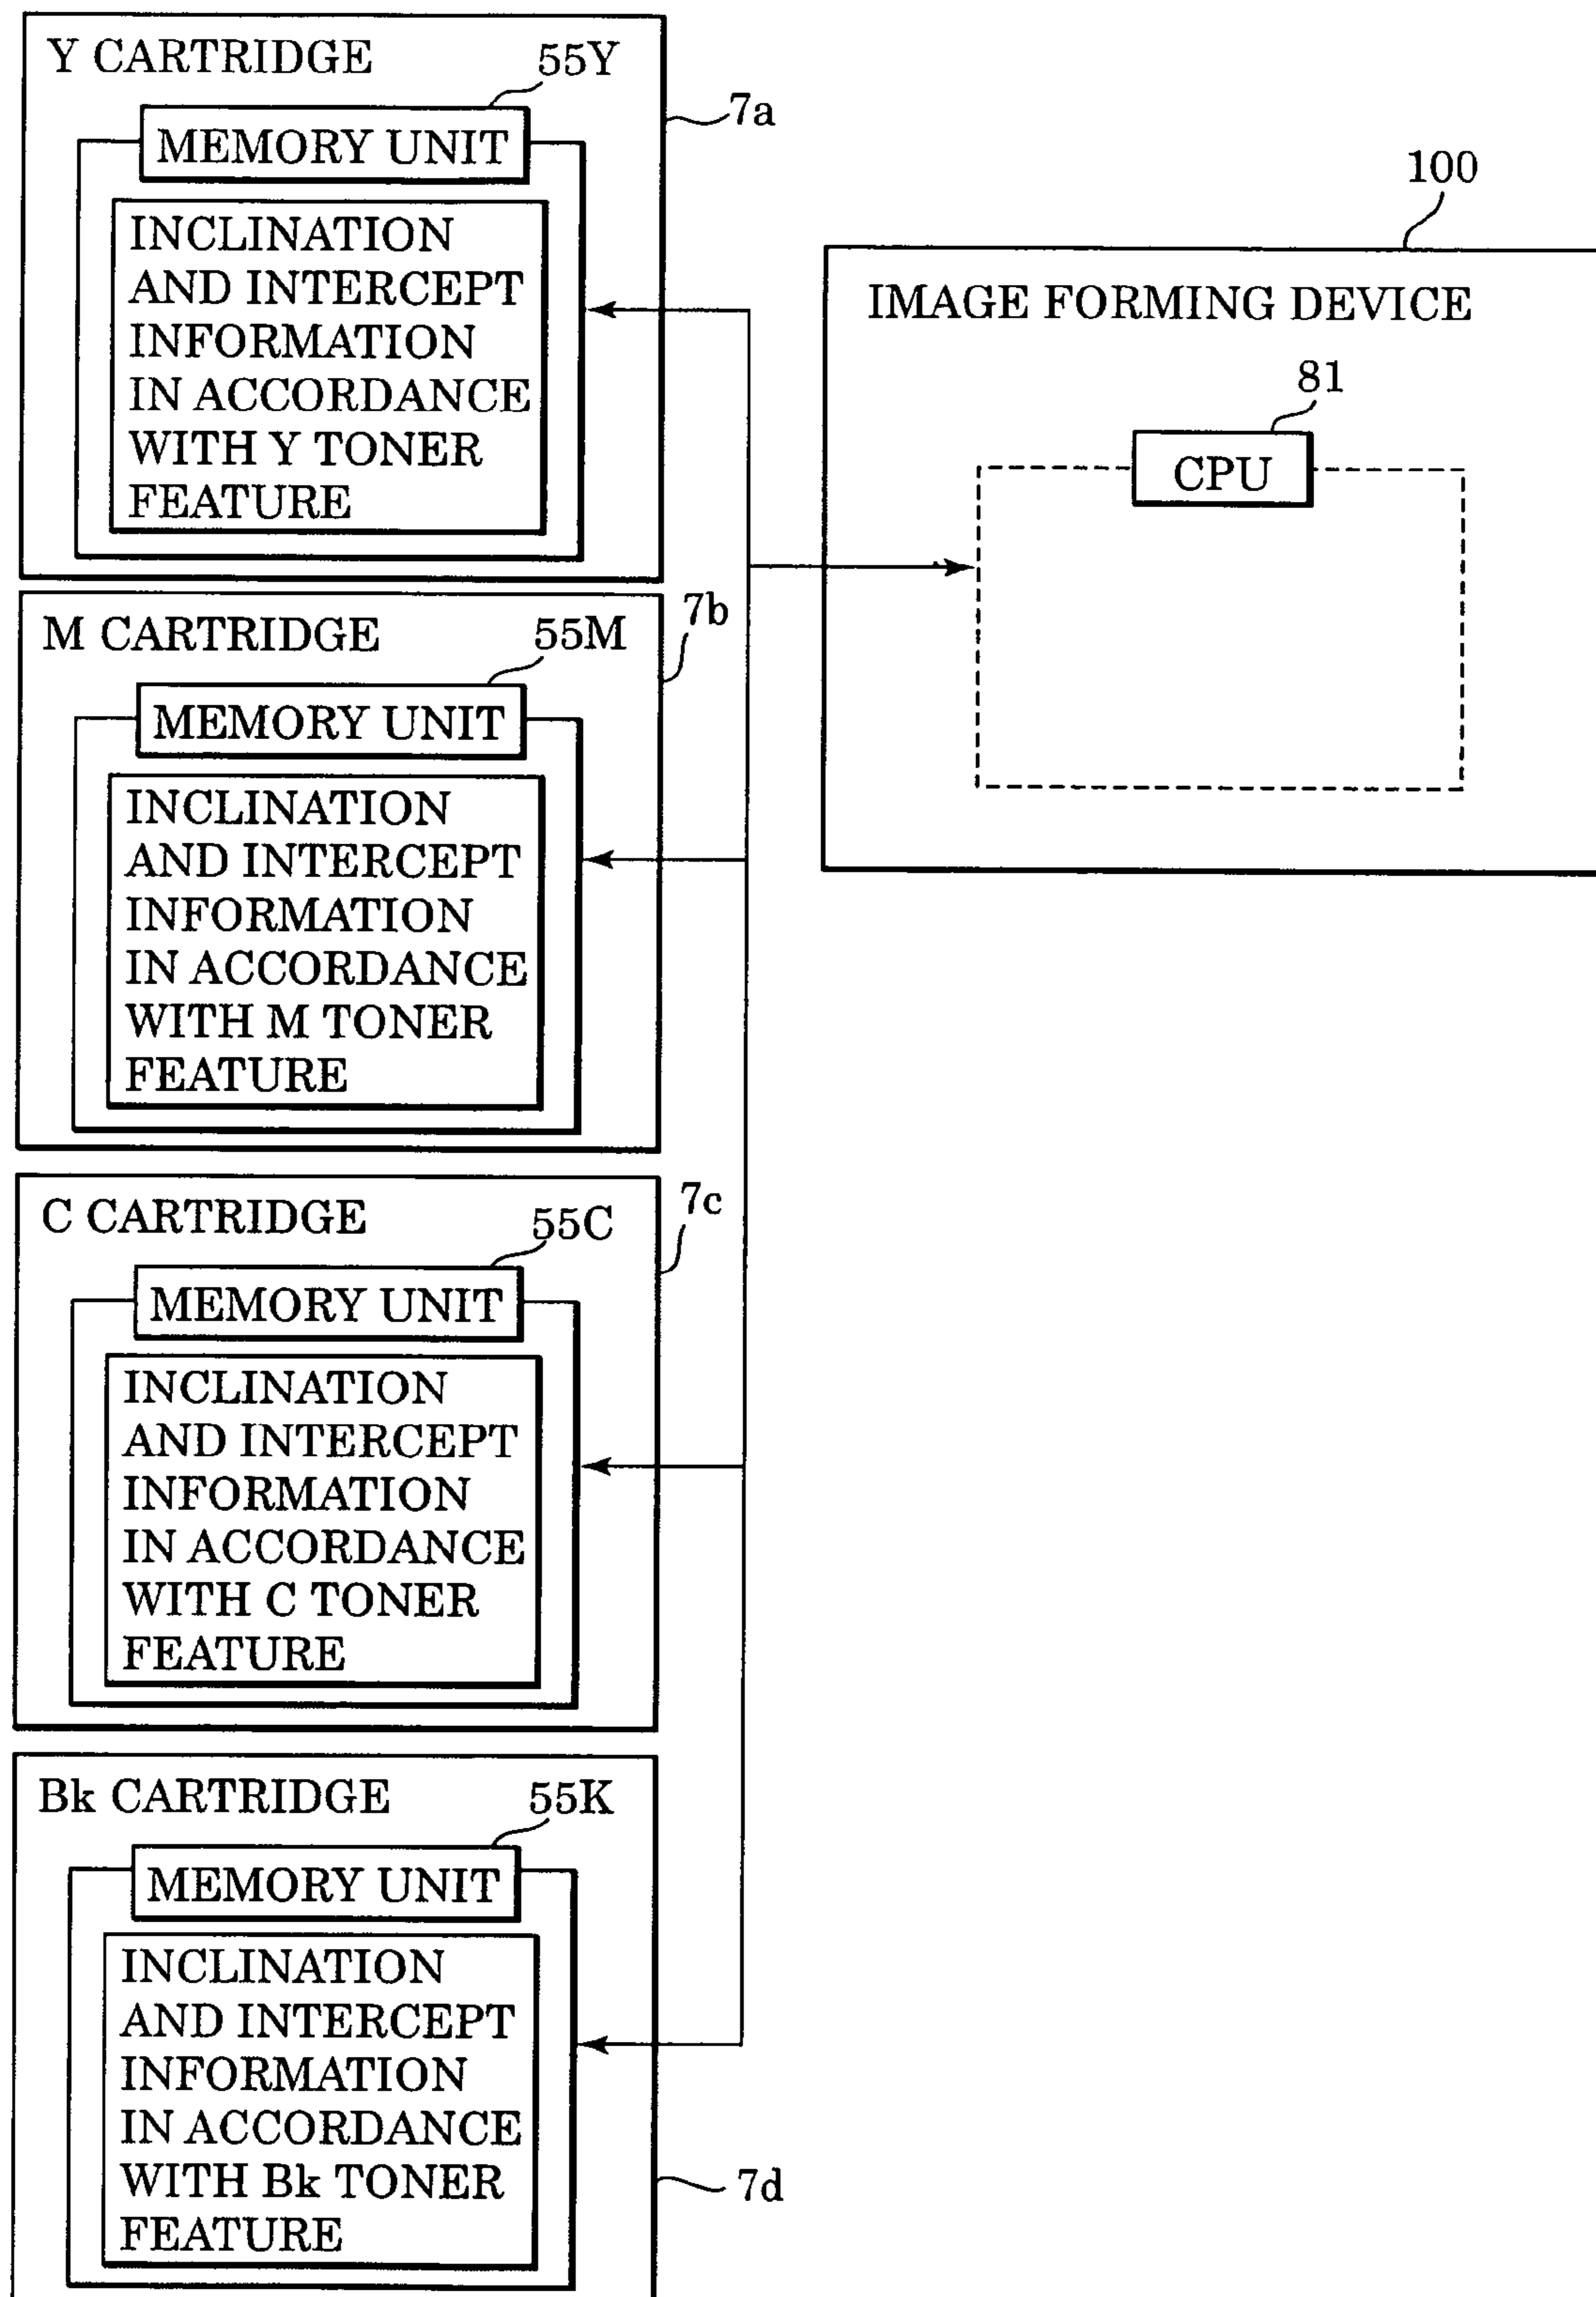 Y CARTRIDGE
55Y
7a
MEMORY UNIT
INCLINATION
AND INTERCEPT
INFORMATION
IN ACCORDANCE
WITH Y TONER
FEATURE
M CARTRIDGE
55M
7b
MEMORY UNIT
INCLINATION
AND INTERCEPT
INFORMATION
IN ACCORDANCE
WITH M TONER
FEATURE
C CARTRIDGE
55C
7c
MEMORY UNIT
INCLINATION
AND INTERCEPT
INFORMATION
IN ACCORDANCE
WITH C TONER
FEATURE
Bk CARTRIDGE
55K
MEMORY UNIT
INCLINATION
AND INTERCEPT
INFORMATION
IN ACCORDANCE
WITH Bk TONER
FEATURE
7d
100
IMAGE FORMING DEVICE
81
CPU